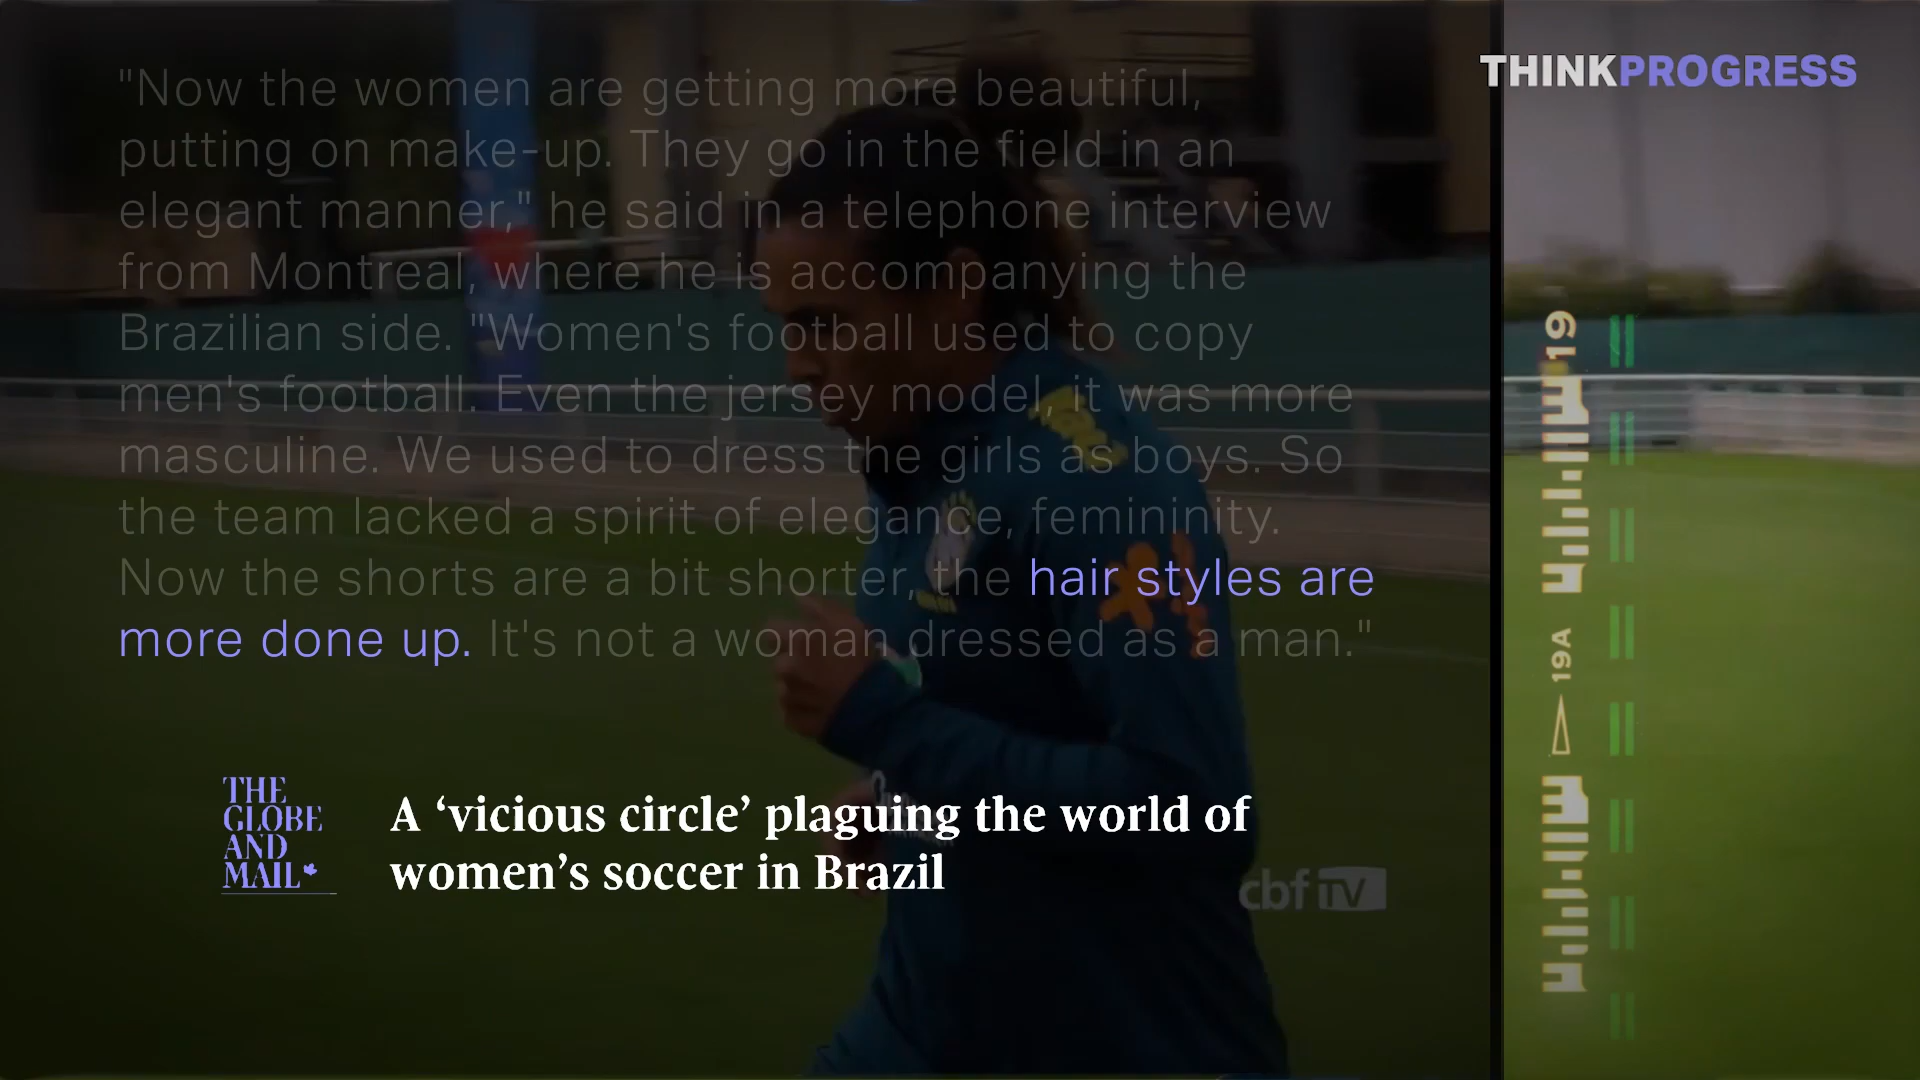 THINKPROGRESS
"Now the women are getting more beautiful,
putting on make-up. They go in the field in an
elegant manner," he said in a telephone interview
from Montreal, where he is accompanying the
Brazilian side. "Women's football used to copy
men's football. Even the jersey model, it was more
masculine. We used to dress the girls as boys. So
the team lacked a spirit of elegance, femininity.
Now the shorts are a bit shorter, the hair styles are
more done up. It's not a woman dressed as a man."
THE
GLOBE
AND
MAIL
A ‘vicious circle’ plaguing the world of
women’s soccer in Brazil
cbf TV
19
19A